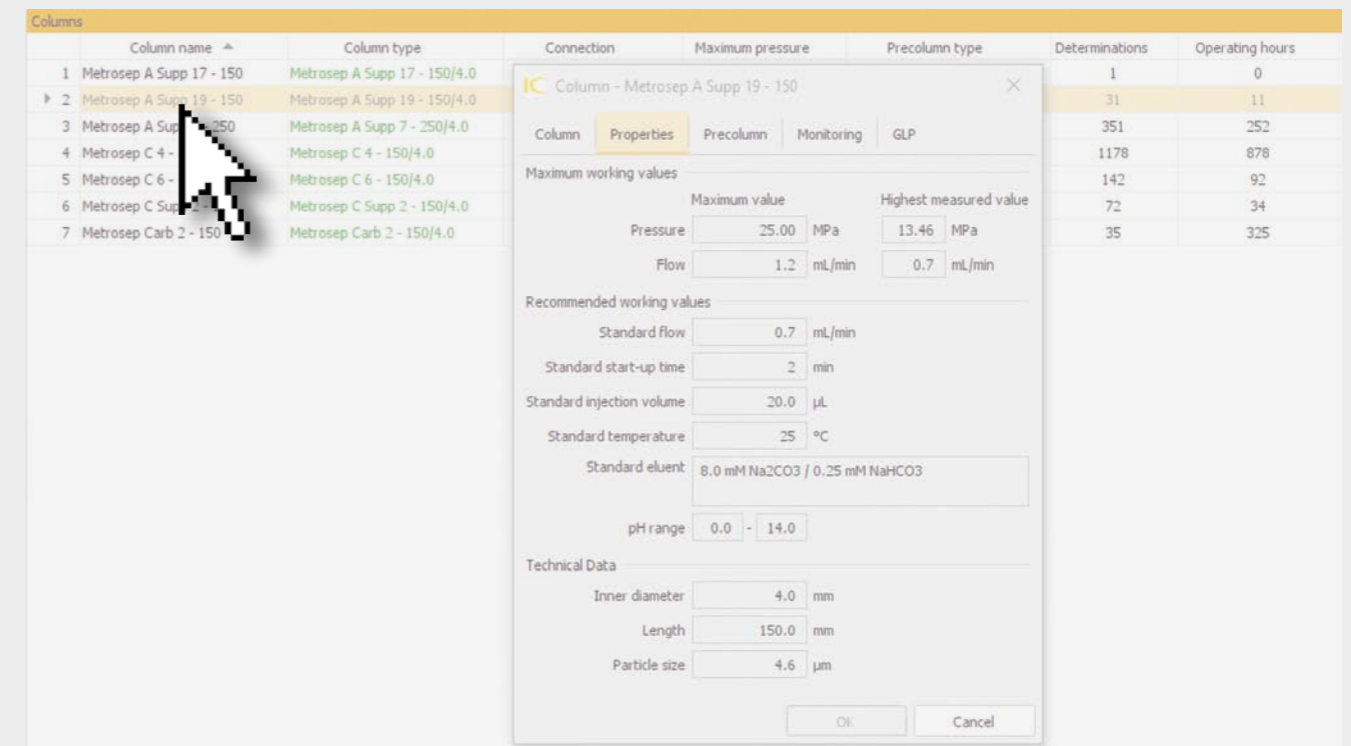 Columns
Column name Column type Connection Maximum pressure Precolumn type Determinations Operating hours
1 Metrosep A Supp 17 - 150 Metrosep A Supp 17 - 150/4.0 1 0
2 Metrosep A Supp 19 - 150 Metrosep A Supp 19 - 150/4.0 31 11
3 Metrosep A 250 Metrosep A Supp 7 - 250/4.0 351 252
4 Metrosep C 4 - Metrosep C 4 - 150/4.0 1178 878
5 Metrosep C 6 - Metrosep C 6 - 150/4.0 142 92
6 Metrosep C Metrosep C Supp 2 - 150/4.0 72 34
7 Metrosep Carb 2 - 150 Metrosep Carb 2 - 150/4.0 35 325
IC Column - Metrosep A Supp 19 - 150
Column Properties Precolumn Monitoring GLP
Maximum working values
Maximum value Highest measured value
Pressure 25.00 MPa 13.46 MPa
Flow 1.2 mL/min 0.7 mL/min
Recommended working values
Standard flow 0.7 mL/min
Standard start-up time 2 min
Standard injection volume 20.0 µL
Standard temperature 25 °C
Standard eluent 8.0 mM Na2CO3 / 0.25 mM NaHCO3
pH range 0.0 - 14.0
Technical Data
Inner diameter 4.0 mm
Length 150.0 mm
Particle size 4.6 µm
OK Cancel